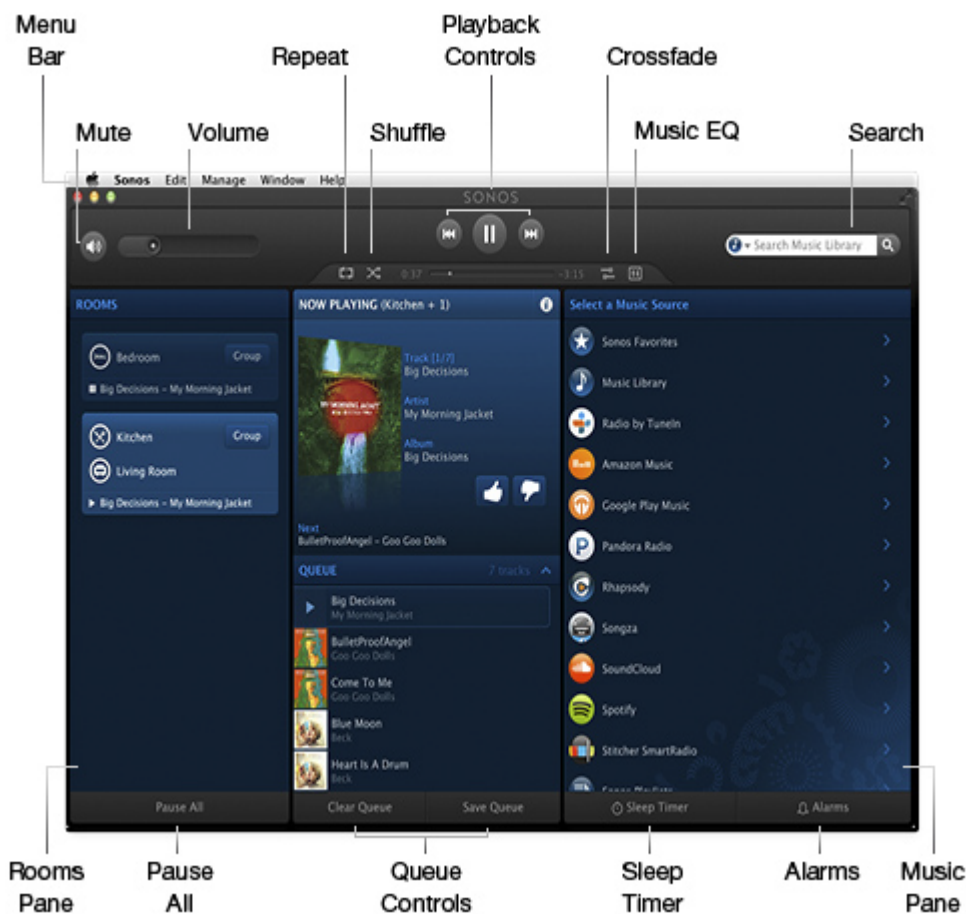 Menu
Bar
Repeat
Playback
Controls
Crossfade
Mute
Volume
Shuffle
Music EQ
Search
Sonos Edit Manage Window Help
SONOS
Search Music Library
0:37
-3:15
ROOMS
Bedroom
Group
Big Decisions – My Morning Jacket
Kitchen
Group
Living Room
Big Decisions – My Morning Jacket
Pause All
NOW PLAYING (Kitchen + 1)
MY MORNING JACKET
Track [1/7]
Big Decisions
Artist
My Morning Jacket
Album
Big Decisions
Next
BulletProofAngel – Goo Goo Dolls
QUEUE
7 tracks
Big Decisions
My Morning Jacket
BulletProofAngel
Goo Goo Dolls
Come To Me
Goo Goo Dolls
Blue Moon
Beck
Heart Is A Drum
Beck
Clear Queue
Save Queue
Select a Music Source
Sonos Favorites
Music Library
Radio by TuneIn
Amazon Music
Google Play Music
Pandora Radio
Rhapsody
Songza
SoundCloud
Spotify
Stitcher SmartRadio
Sonos Playlists
Sleep Timer
Alarms
Rooms
Pane
Pause
All
Queue
Controls
Sleep
Timer
Alarms
Music
Pane